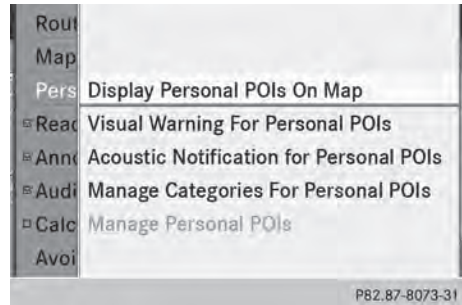 Rout
Map
Pers
Display Personal POIs On Map
Read
Visual Warning For Personal POIs
Anno
Acoustic Notification for Personal POIs
Audi
Manage Categories For Personal POIs
Calc
Manage Personal POIs
Avoi
P82.87-8073-31